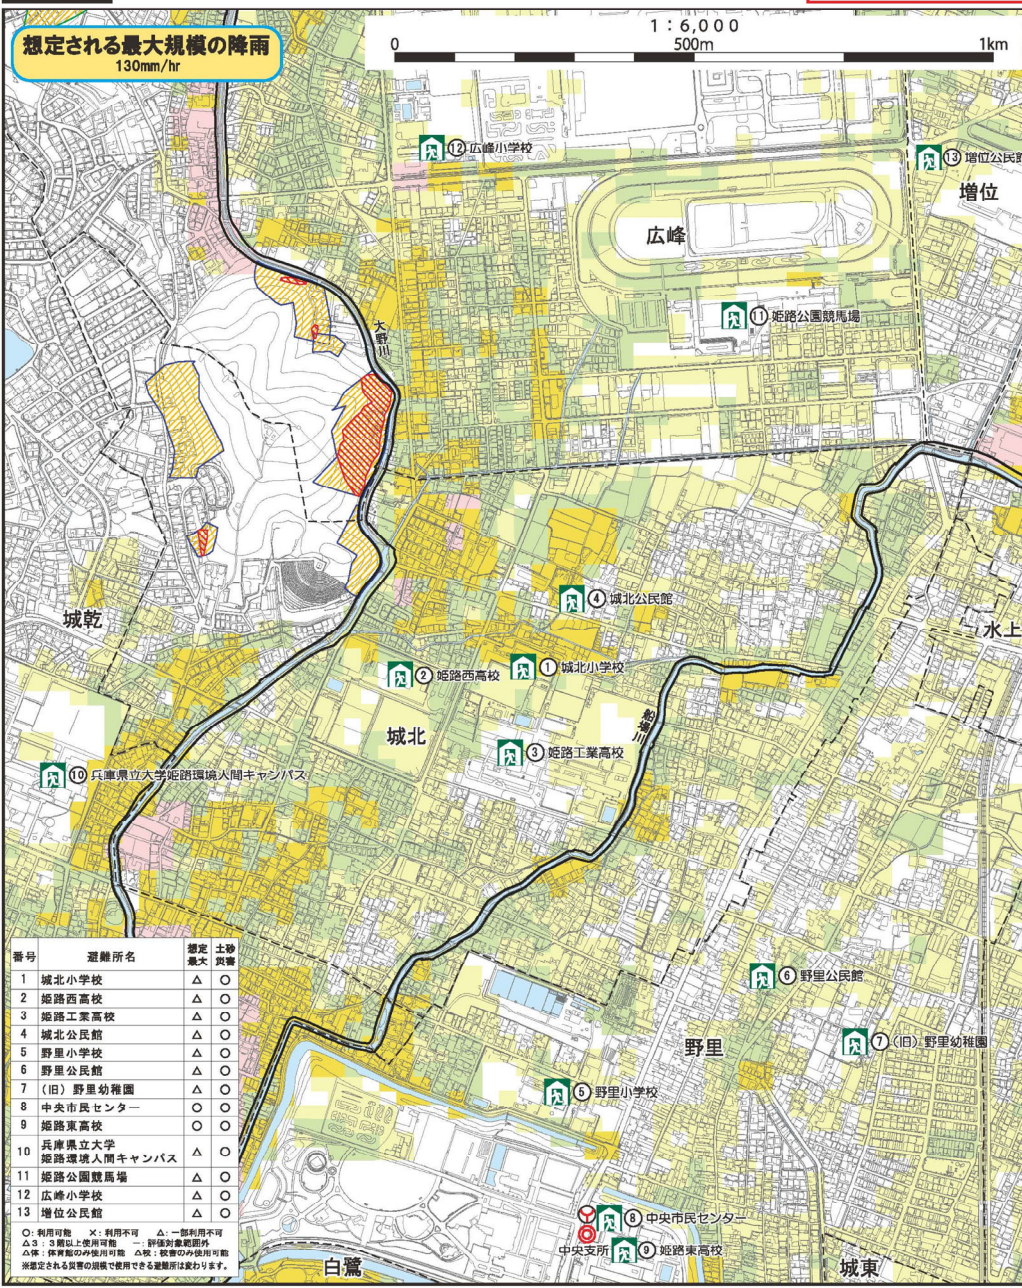 想定される最大規模の降雨
130mm/hr
1：6,000
0 500m 1km
⑫広峰小学校
⑬増位公民館
増位
広峰
⑪姫路公園競馬場
大野川
④城北公民館
城乾
水上
①城北小学校
②姫路西高校
船場川
城北
③姫路工業高校
⑩兵庫県立大学姫路環境人間キャンパス
⑥野里公民館
野里
⑦(旧)野里幼稚園
⑤野里小学校
⑧中央市民センター
中央支所
⑨姫路東高校
白鷺
城東
番号 避難所名 想定最大 土砂災害
1 城北小学校 △ ○
2 姫路西高校 △ ○
3 姫路工業高校 △ ○
4 城北公民館 △ ○
5 野里小学校 △ ○
6 野里公民館 △ ○
7 (旧)野里幼稚園 △ ○
8 中央市民センター ○ ○
9 姫路東高校 ○ ○
10 兵庫県立大学
姫路環境人間キャンパス △ ○
11 姫路公園競馬場 △ ○
12 広峰小学校 △ ○
13 増位公民館 △ ○
○：利用可能 ×：利用不可 △：一部利用不可
△3：3階以上使用可能 －：評価対象範囲外
△体：体育館のみ使用可能 △校：校舎のみ使用可能
※想定される災害の規模で使用できる避難所は変わります。